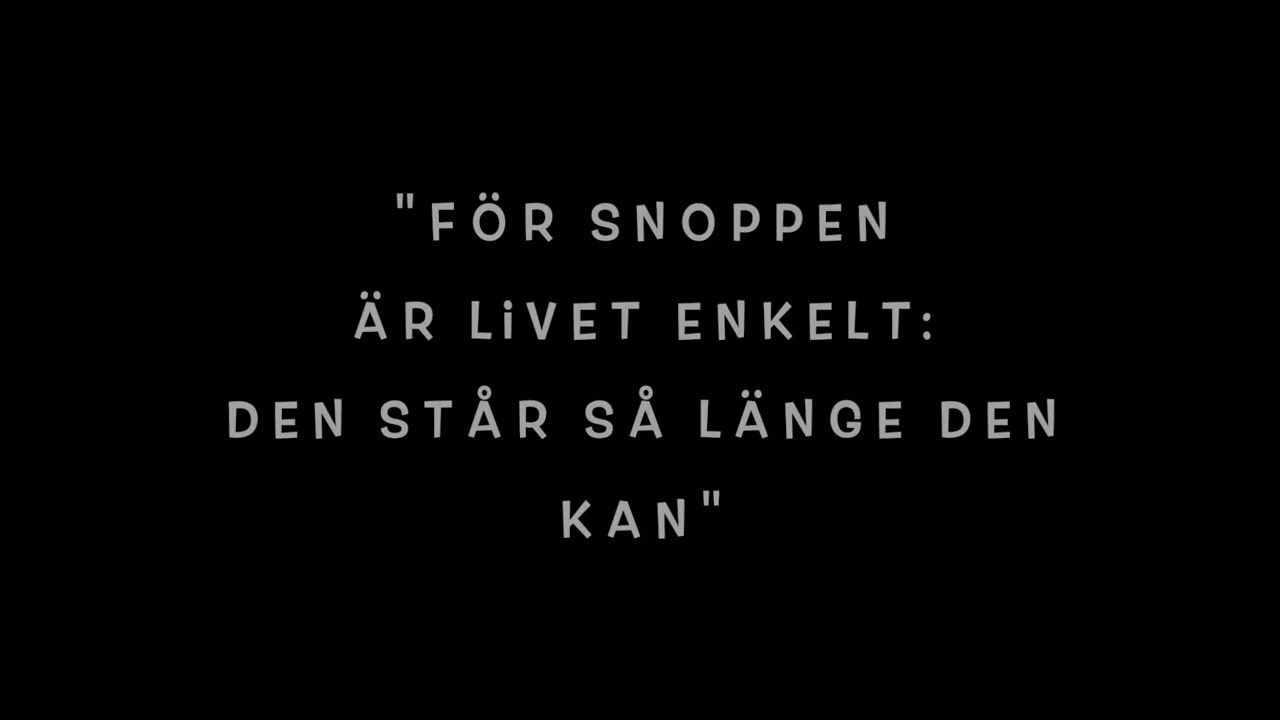 "FÖR SNOPPEN
ÄR LiVET ENKELT:
DEN STÅR SÅ LÄNGE DEN
KAN"